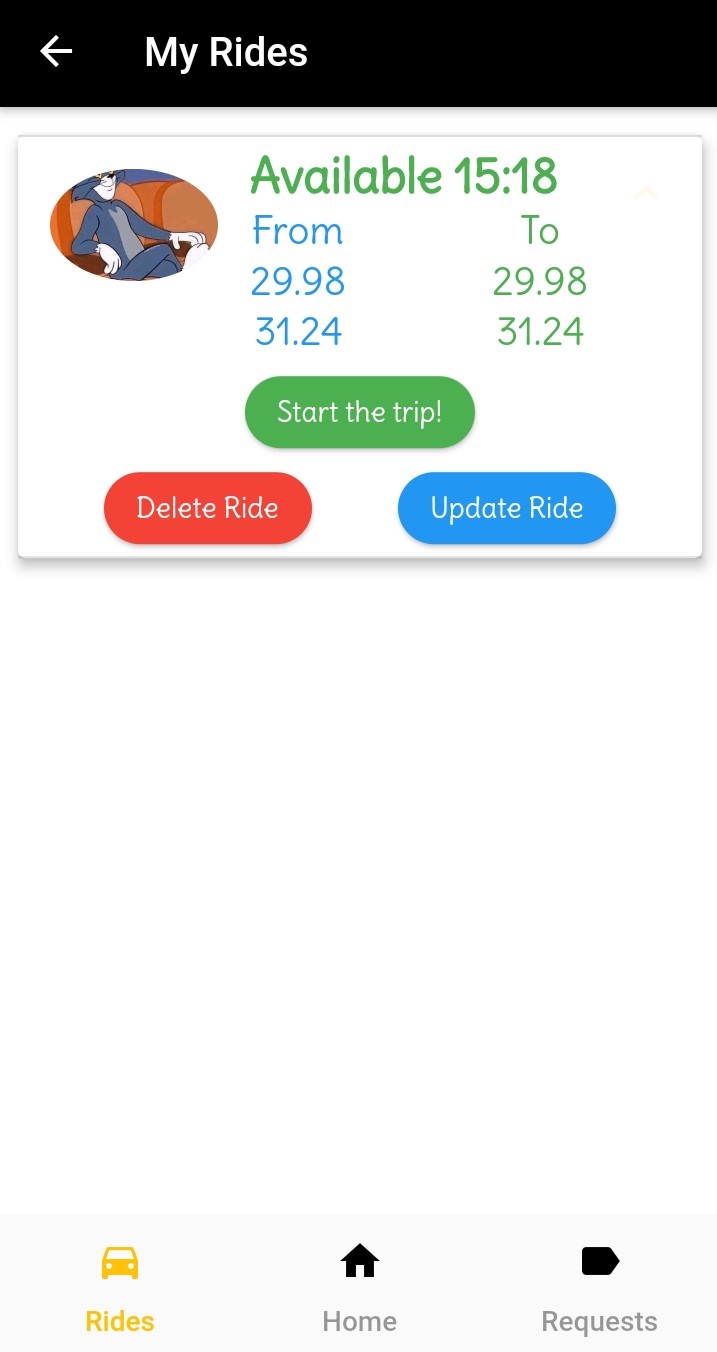 My Rides
Available 15:18
From To
29.98 29.98
31.24 31.24
Start the trip!
Delete Ride Update Ride
Rides Home Requests